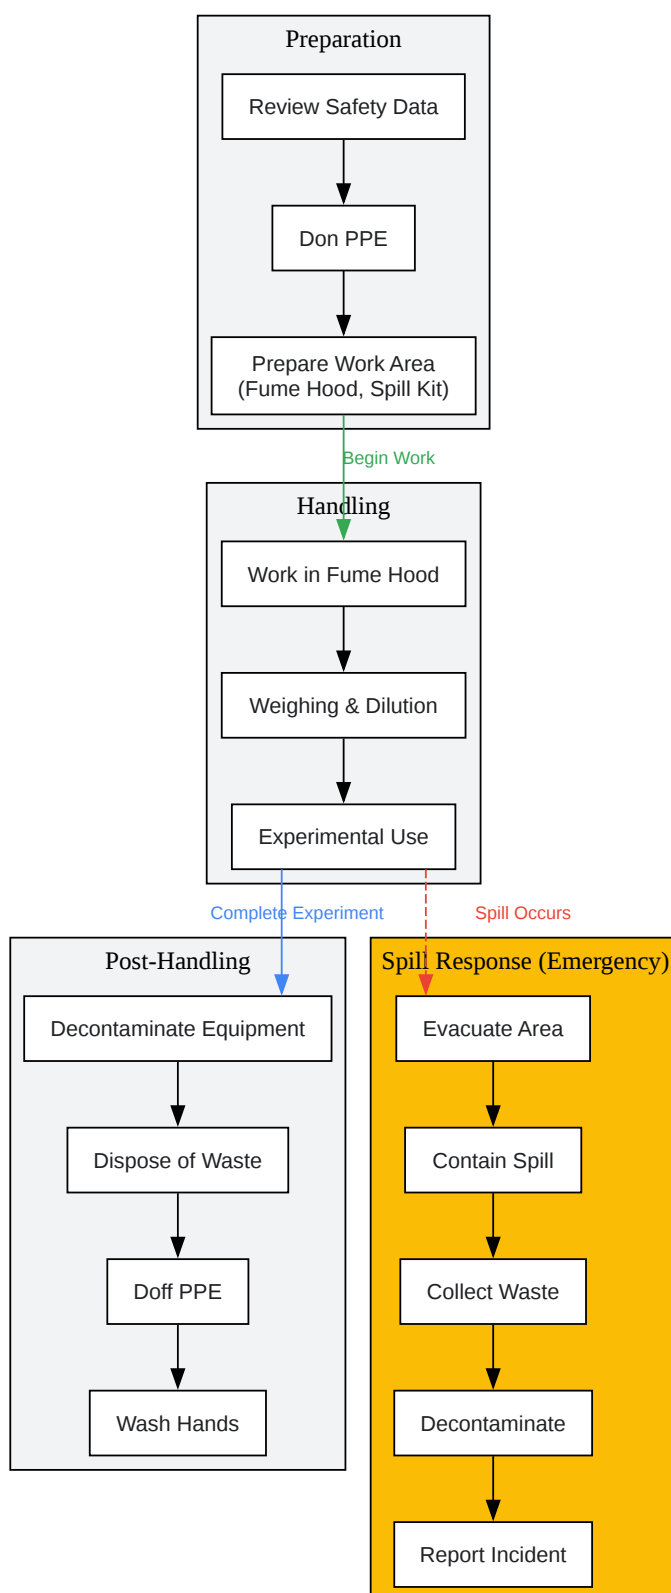 Preparation
Review Safety Data
Don PPE
Prepare Work Area
(Fume Hood, Spill Kit)
Begin Work
Handling
Work in Fume Hood
Weighing & Dilution
Experimental Use
Complete Experiment
Spill Occurs
Post-Handling
Decontaminate Equipment
Dispose of Waste
Doff PPE
Wash Hands
Spill Response (Emergency)
Evacuate Area
Contain Spill
Collect Waste
Decontaminate
Report Incident